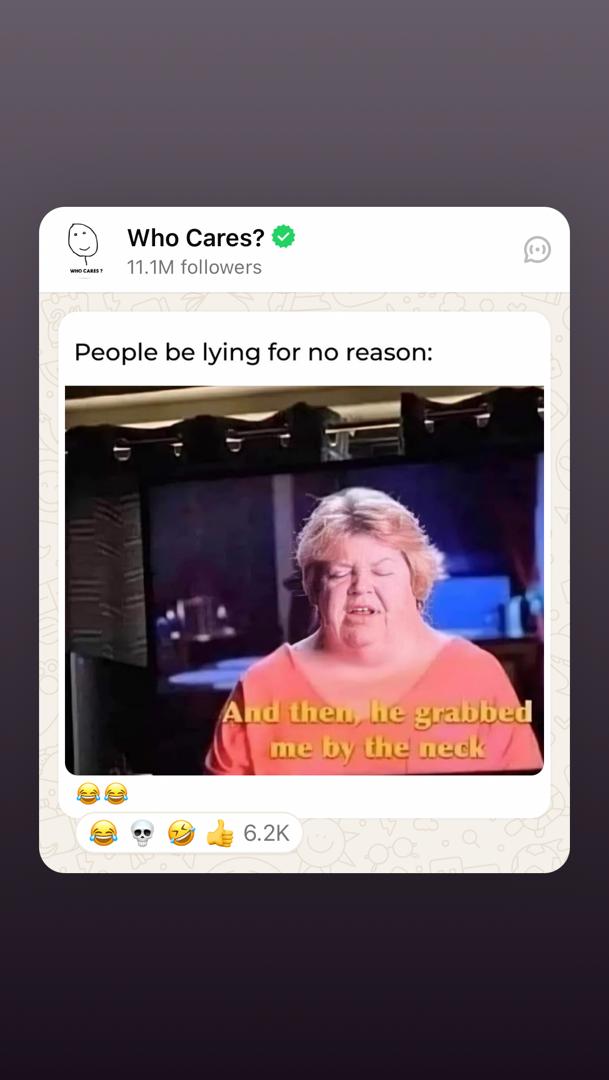 Who Cares?
11.1M followers
WHO CARES ?
People be lying for no reason:
And then, he grabbed
me by the neck
😂😂
😂 💀 🤣 👍 6.2K